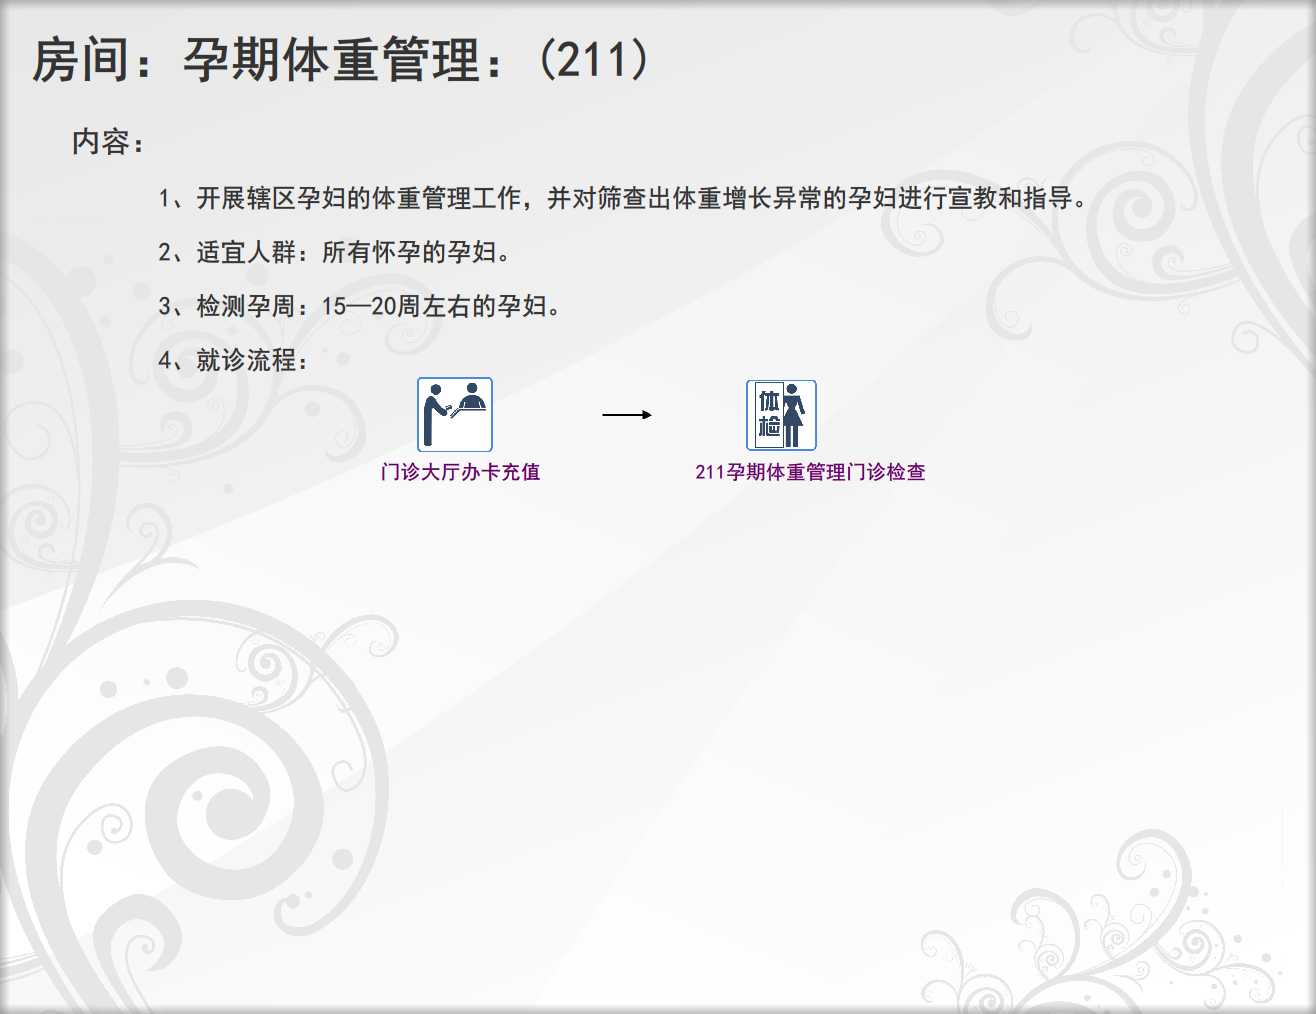 房间：孕期体重管理：（211）
内容：
1、开展辖区孕妇的体重管理工作，并对筛查出体重增长异常的孕妇进行宣教和指导。
2、适宜人群：所有怀孕的孕妇。
3、检测孕周：15—20周左右的孕妇。
4、就诊流程：
体
检
门诊大厅办卡充值
211孕期体重管理门诊检查